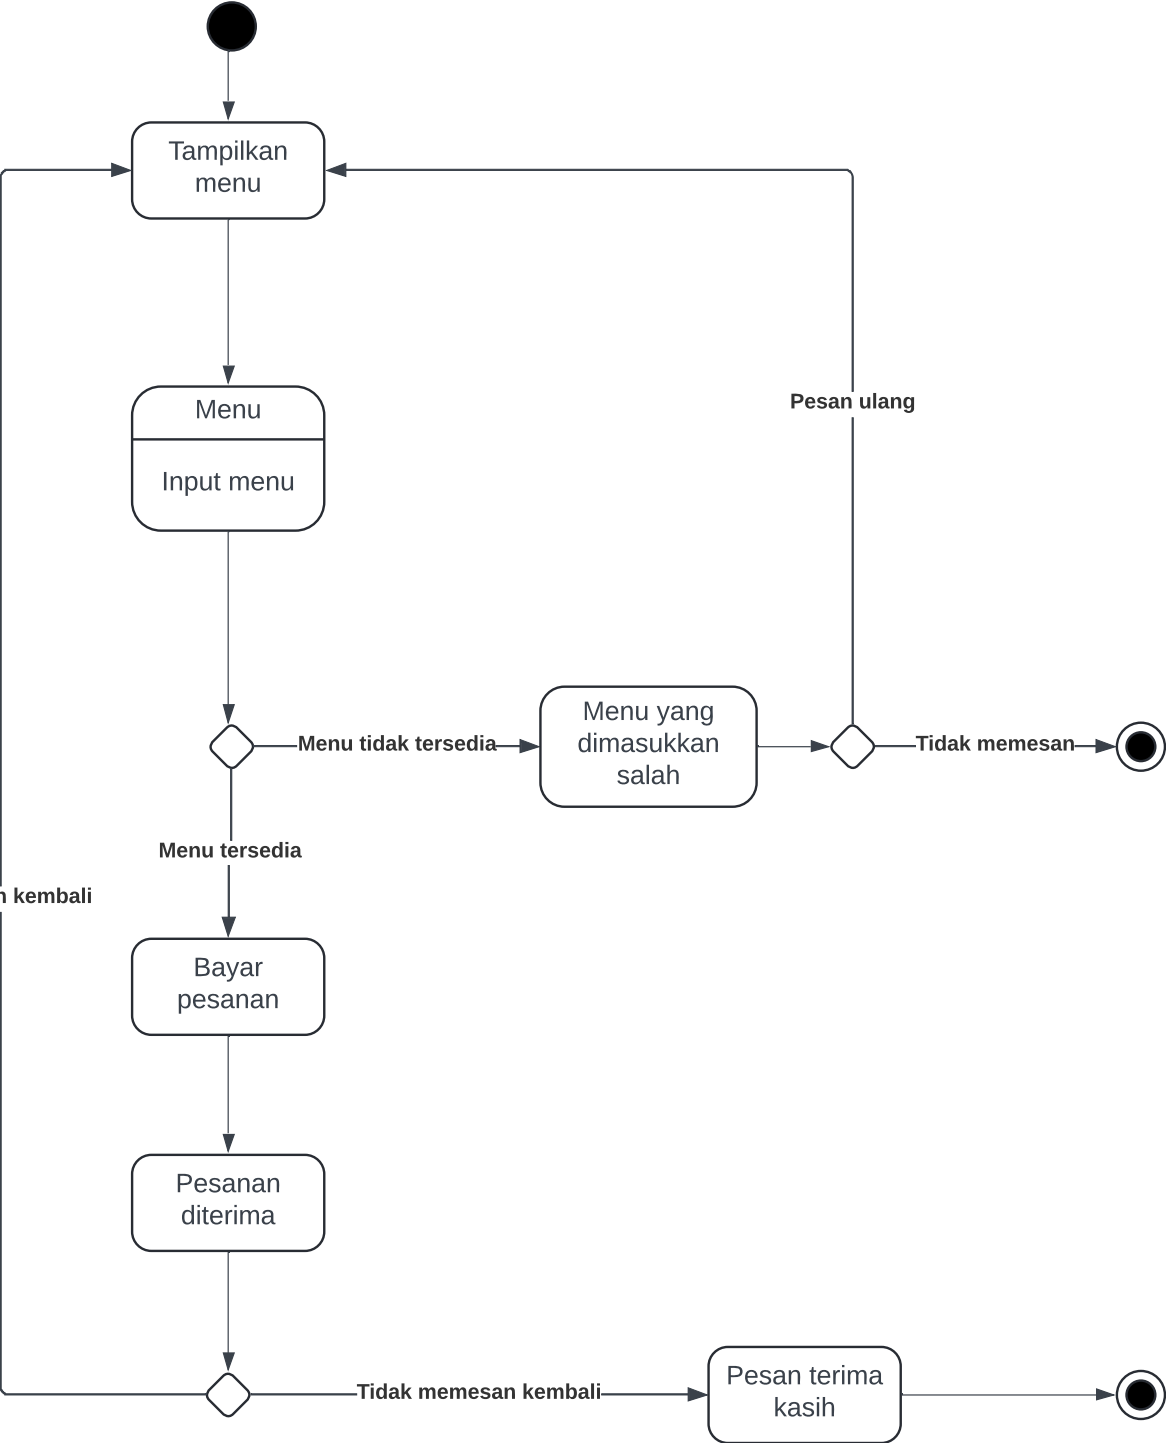 Tampilkan
menu
Pesan ulang
Menu
Input menu
Menu yang
dimasukkan
salah
Menu tidak tersedia
Tidak memesan
Menu tersedia
kembali
Bayar
pesanan
Pesanan
diterima
Tidak memesan kembali
Pesan terima
kasih